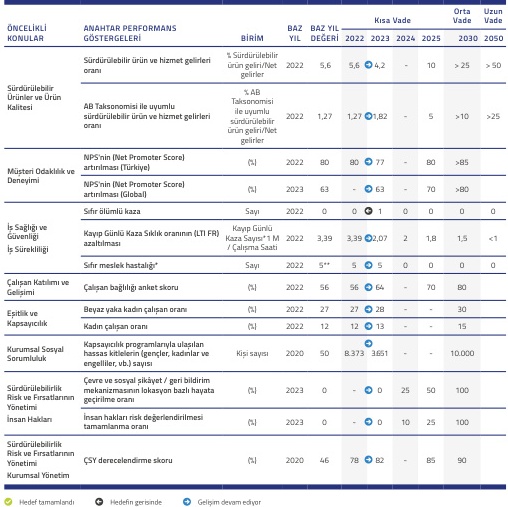 ÖNCELİKLİ KONULAR | ANAHTAR PERFORMANS GÖSTERGELERİ | BİRİM | BAZ YIL | BAZ YIL DEĞERİ | Kısa Vade 2022 2023 2024 2025 | Orta Vade 2030 | Uzun Vade 2050
Sürdürülebilir Ürünler ve Ürün Kalitesi
Sürdürülebilir ürün ve hizmet gelirleri oranı | % Sürdürülebilir ürün geliri/Net gelirler | 2022 | 5,6 | 5,6 | 4,2 | - | 10 | > 25 | > 50
AB Taksonomisi ile uyumlu sürdürülebilir ürün ve hizmet gelirleri oranı | % AB Taksonomisi ile uyumlu sürdürülebilir ürün geliri/Net gelirler | 2022 | 1,27 | 1,27 | 1,82 | - | 5 | >10 | >25
Müşteri Odaklılık ve Deneyimi
NPS'nin (Net Promoter Score) artırılması (Türkiye) | (%) | 2022 | 80 | 80 | 77 | - | 80 | >85
NPS'nin (Net Promoter Score) artırılması (Global) | (%) | 2023 | 63 | - | 63 | - | 70 | >80
İş Sağlığı ve Güvenliği
İş Sürekliliği
Sıfır ölümlü kaza | Sayı | 2022 | 0 | 0 | 1 | 0 | 0 | 0 | 0
Kayıp Günlü Kaza Sıklık oranının (LTI FR) azaltılması | Kayıp Günlü Kaza Sayısı*1 M / Çalışma Saati | 2022 | 3,39 | 3,39 | 2,07 | 2 | 1,8 | 1,5 | <1
Sıfır meslek hastalığı* | Sayı | 2022 | 5** | 5 | 5 | 0 | 0 | 0 | 0
Çalışan Katılımı ve Gelişimi
Çalışan bağlılığı anket skoru | (%) | 2022 | 56 | 56 | 64 | - | 70 | 80
Eşitlik ve Kapsayıcılık
Beyaz yaka kadın çalışan oranı | (%) | 2022 | 27 | 27 | 28 | - | - | 30
Kadın çalışan oranı | (%) | 2022 | 12 | 12 | 13 | - | - | 15
Kurumsal Sosyal Sorumluluk
Kapsayıcılık programlarıyla ulaşılan hassas kitlelerin (gençler, kadınlar ve engelliler, vb.) sayısı | Kişi sayısı | 2020 | 50 | 8.373 | 3.651 | - | - | 10.000
Sürdürülebilirlik Risk ve Fırsatlarının Yönetimi
İnsan Hakları
Çevre ve sosyal şikâyet / geri bildirim mekanizmasının lokasyon bazlı hayata geçirilme oranı | (%) | 2023 | 0 | - | 0 | 25 | 50 | 100
İnsan hakları risk değerlendirilmesi tamamlanma oranı | (%) | 2023 | 0 | - | 0 | 10 | 25 | 100
Sürdürülebilirlik Risk ve Fırsatlarının Yönetimi
Kurumsal Yönetim
ÇSY derecelendirme skoru | (%) | 2020 | 46 | 78 | 82 | - | 85 | 90
Hedef tamamlandı
Hedefin gerisinde
Gelişim devam ediyor